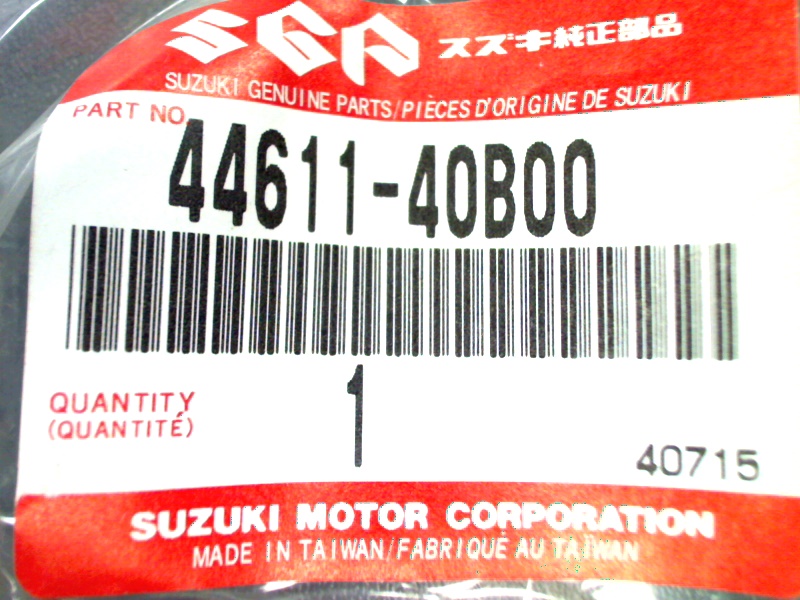 SGP スズキ純正部品
SUZUKI GENUINE PARTS/PIÈCES D'ORIGINE DE SUZUKI
PART NO.
44611-40B00
QUANTITY 1
(QUANTITÉ)
40715
SUZUKI MOTOR CORPORATION
MADE IN TAIWAN/FABRIQUÉ AU TAÏWAN